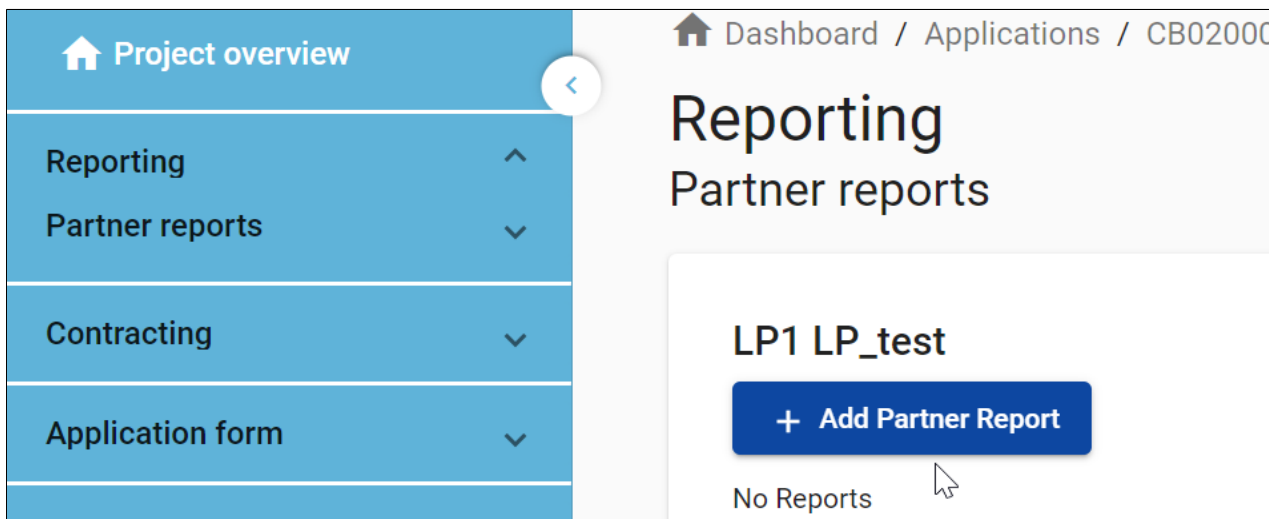 Project overview
Reporting
Partner reports
Contracting
Application form
Dashboard / Applications / CB02000
Reporting
Partner reports
LP1 LP_test
+ Add Partner Report
No Reports